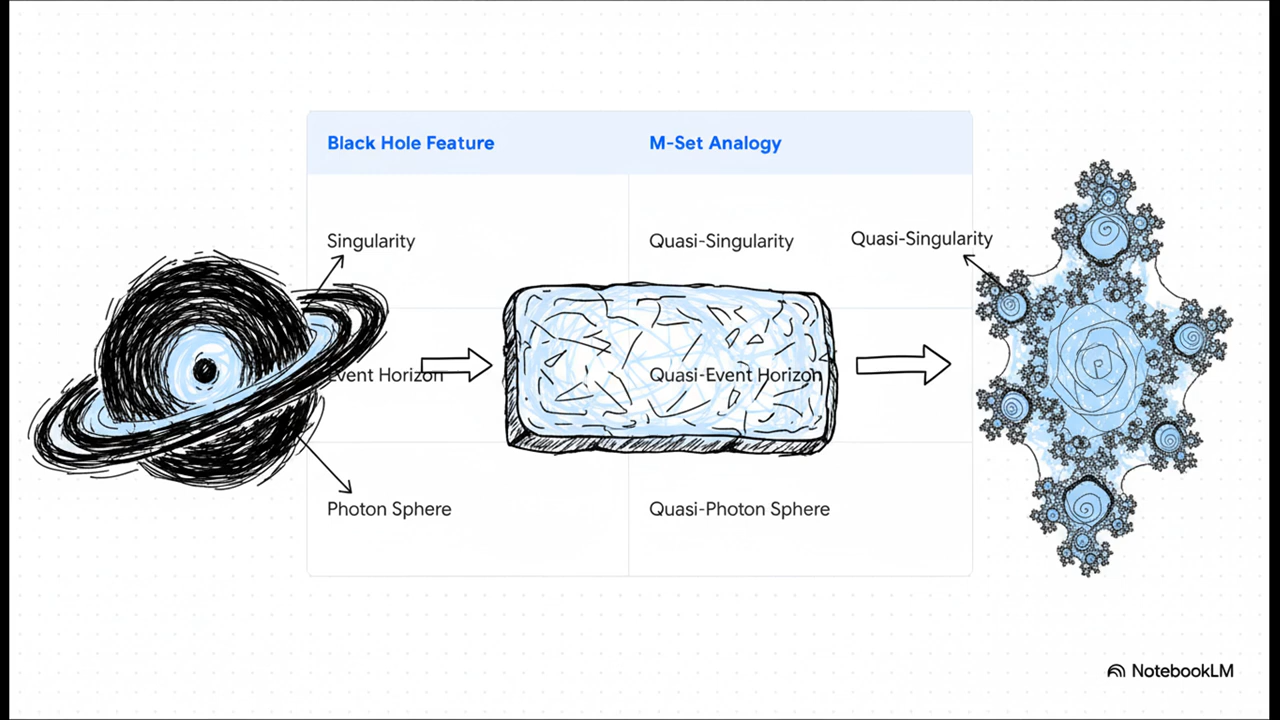 Black Hole Feature
M-Set Analogy
Singularity
Quasi-Singularity
Quasi-Singularity
Event Horizon
Quasi-Event Horizon
Photon Sphere
Quasi-Photon Sphere
NotebookLM